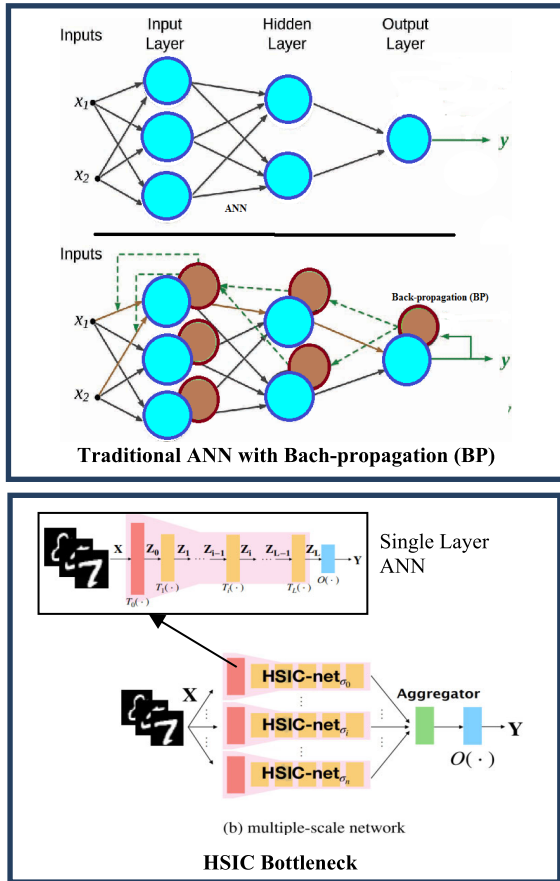 Inputs
Input Layer
Hidden Layer
Output Layer
x1
x2
y
ANN
Inputs
Back-propagation (BP)
x1
x2
y
Traditional ANN with Bach-propagation (BP)
X Z0 Z1 ... Zi−1 Zi ... ZL−1 ZL Y
T0(·) T1(·) Ti(·) TL(·) O(·)
Single Layer
ANN
X
HSIC-netσ0
HSIC-netσi
HSIC-netσn
Aggregator
O(·)
Y
(b) multiple-scale network
HSIC Bottleneck